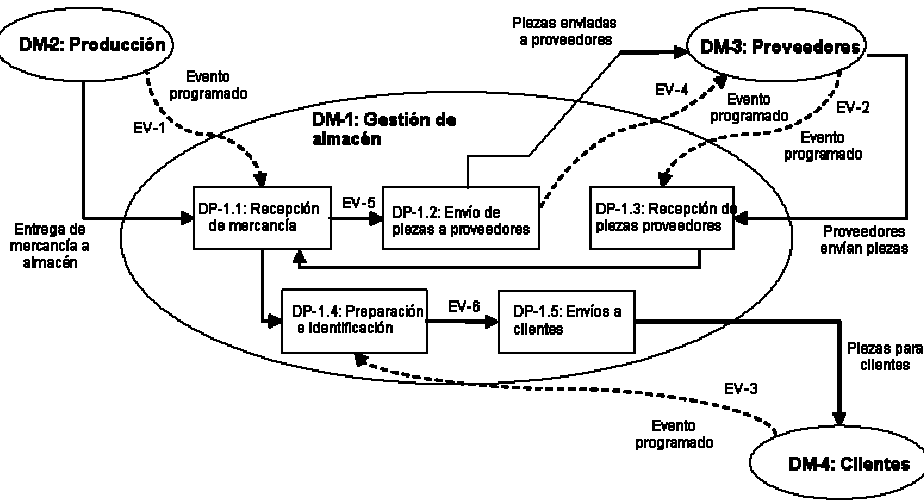 Piezas enviadas
a proveedores
DM-2: Producción
DM-3: Proveedores
Evento
programado
EV-1
EV-4
Evento
programado
EV-2
Evento
programado
DM-1: Gestión de
almacén
DP-1.1: Recepción
de mercancía
EV-5
DP-1.2: Envío de
piezas a proveedores
DP-1.3: Recepción de
piezas proveedores
Entrega de
mercancía a
almacén
Proveedores
envían piezas
DP-1.4: Preparación
e identificación
EV-6
DP-1.5: Envíos a
clientes
Piezas para
clientes
EV-3
Evento
programado
DM-4: Clientes